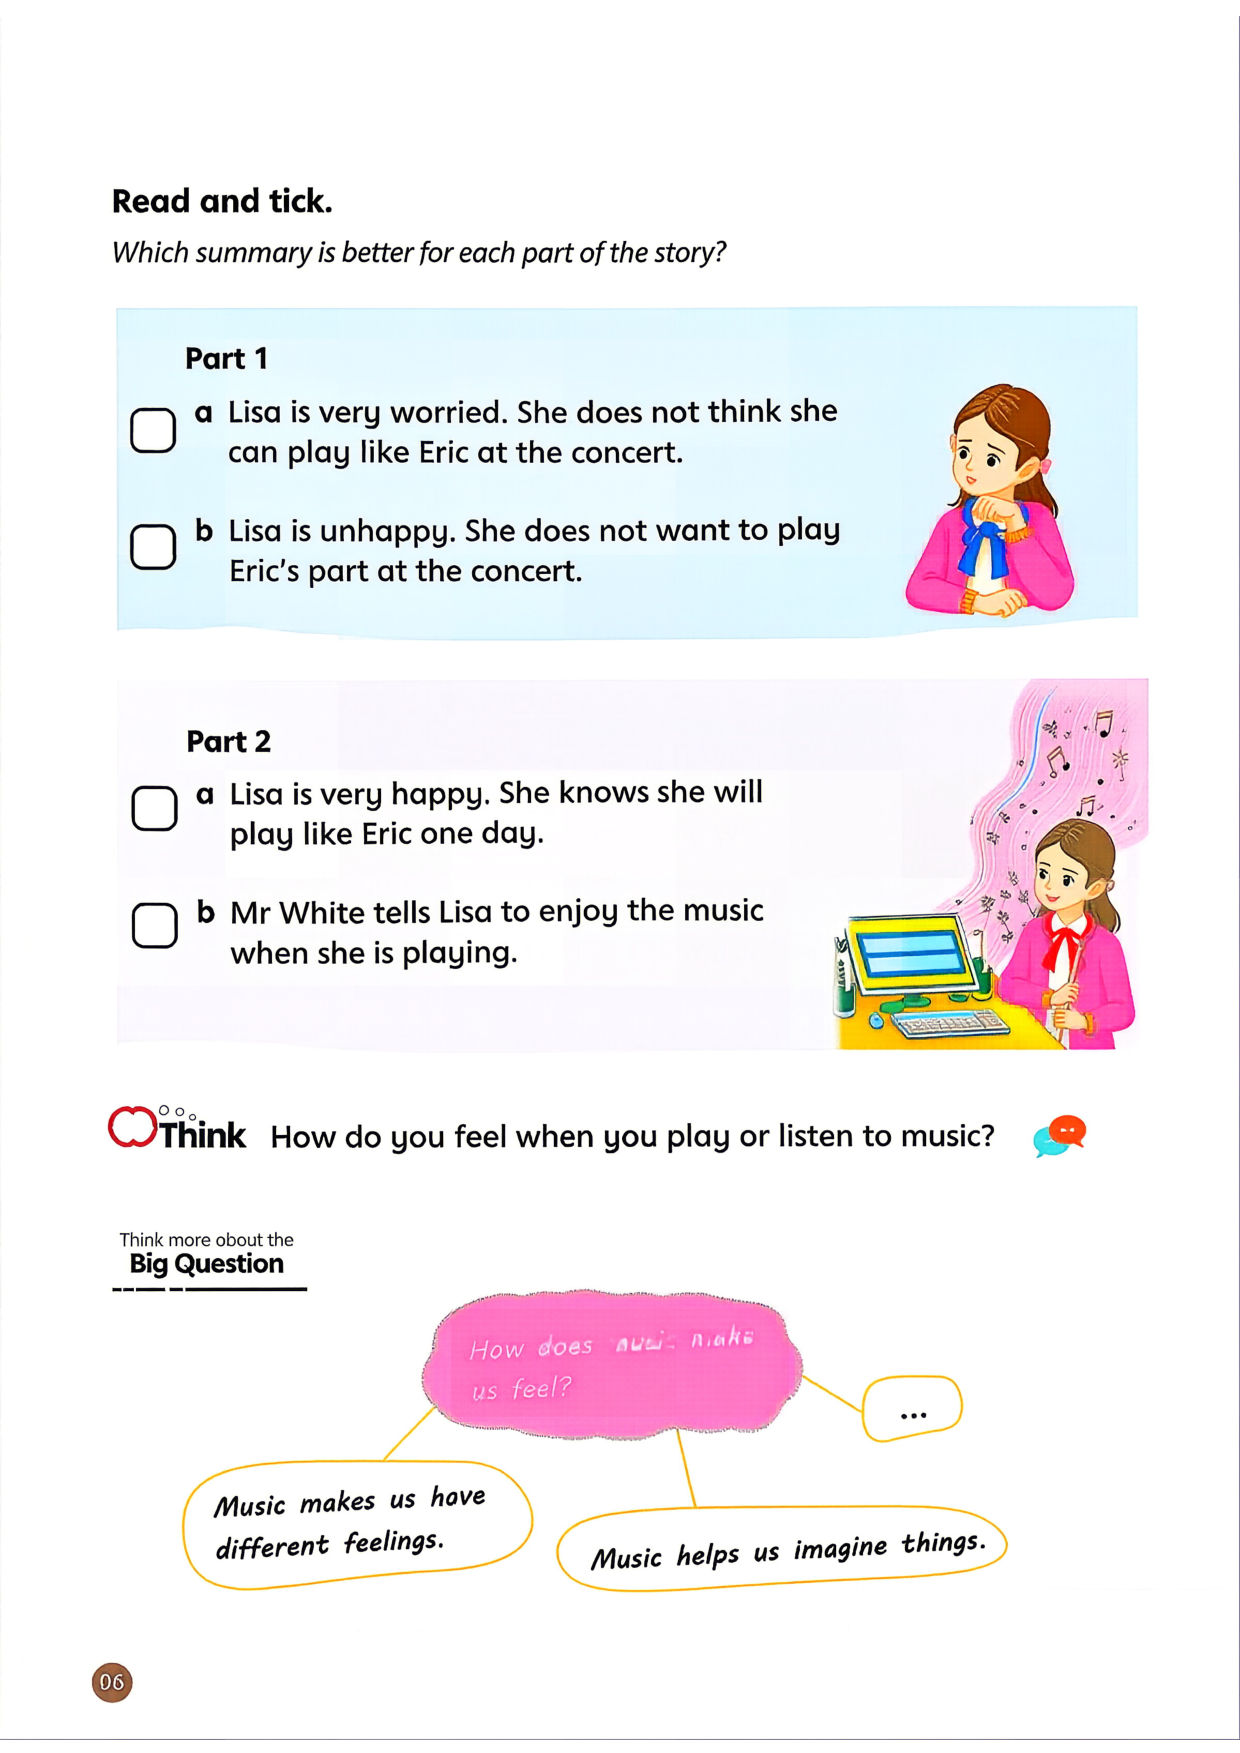 Read and tick.
Which summary is better for each part of the story?
Part 1
a Lisa is very worried. She does not think she
can play like Eric at the concert.
b Lisa is unhappy. She does not want to play
Eric's part at the concert.
Part 2
a Lisa is very happy. She knows she will
play like Eric one day.
b Mr White tells Lisa to enjoy the music
when she is playing.
Think How do you feel when you play or listen to music?
Think more obout the
Big Question
How does make
us feel?
...
Music makes us hove
different feelings.
Music helps us imagine things.
06